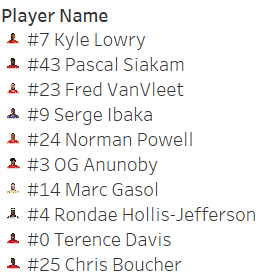 Player Name
#7 Kyle Lowry
#43 Pascal Siakam
#23 Fred VanVleet
#9 Serge Ibaka
#24 Norman Powell
#3 OG Anunoby
#14 Marc Gasol
#4 Rondae Hollis-Jefferson
#0 Terence Davis
#25 Chris Boucher